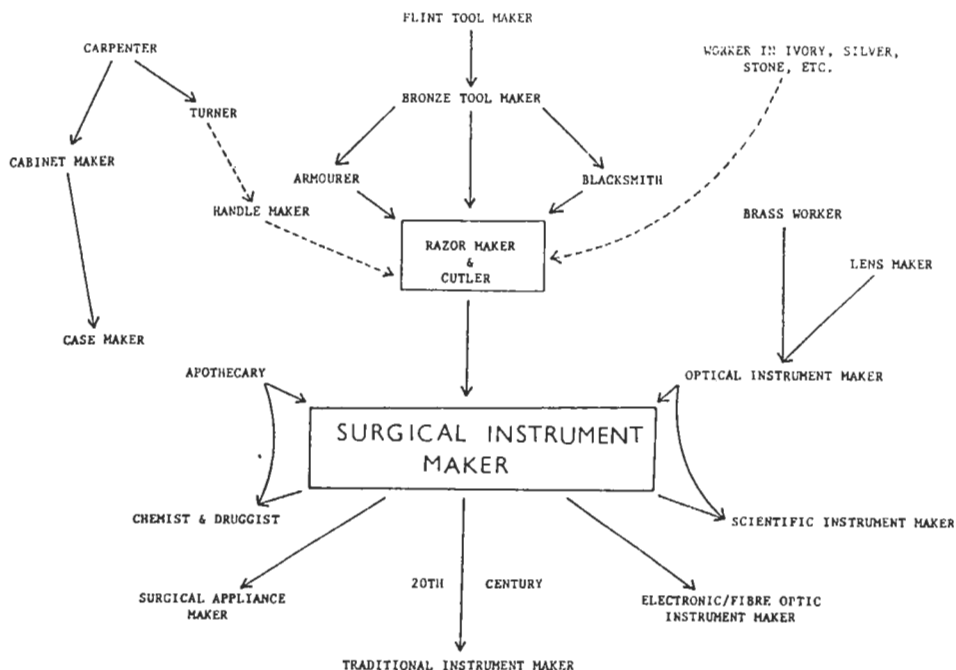 FLINT TOOL MAKER
CARPENTER
WORKER IN IVORY, SILVER,
STONE, ETC.
BRONZE TOOL MAKER
TURNER
CABINET MAKER
ARMOURER
BLACKSMITH
HANDLE MAKER
BRASS WORKER
RAZOR MAKER
&
CUTLER
LENS MAKER
CASE MAKER
APOTHECARY
OPTICAL INSTRUMENT MAKER
SURGICAL INSTRUMENT
MAKER
CHEMIST & DRUGGIST
SCIENTIFIC INSTRUMENT MAKER
20TH CENTURY
SURGICAL APPLIANCE
MAKER
ELECTRONIC/FIBRE OPTIC
INSTRUMENT MAKER
TRADITIONAL INSTRUMENT MAKER